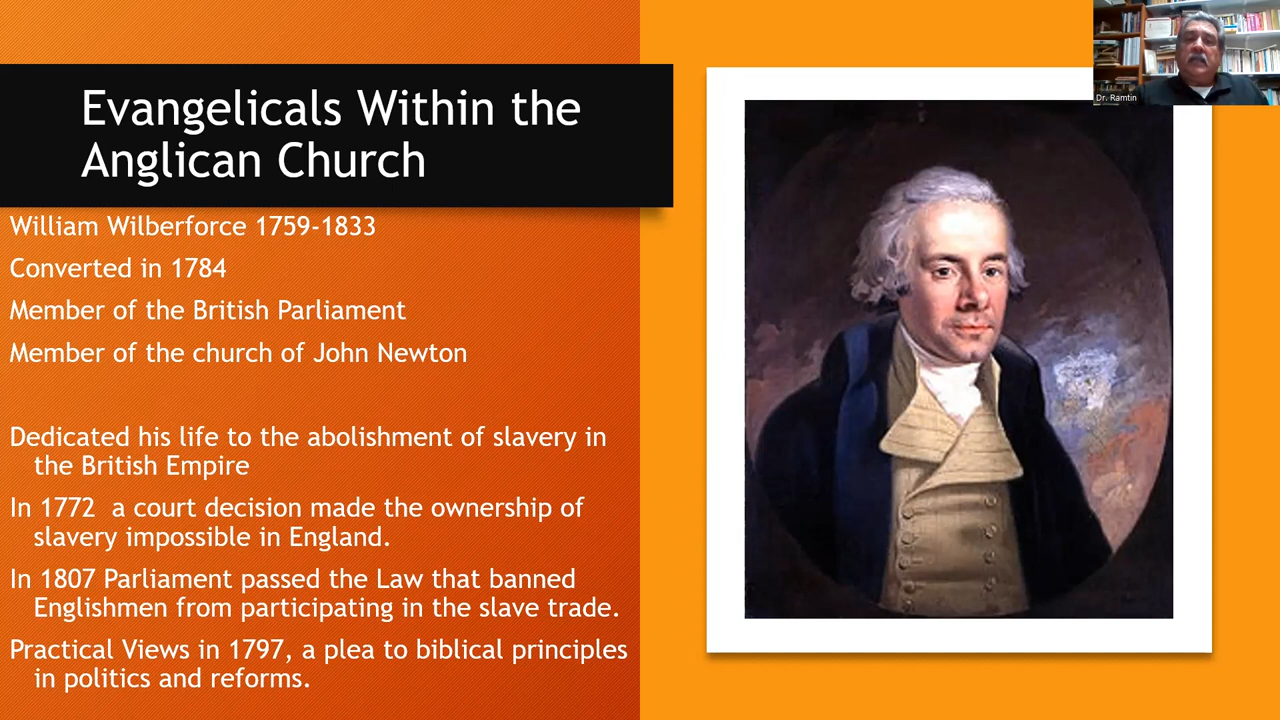 Evangelicals Within the
Anglican Church
William Wilberforce 1759-1833
Converted in 1784
Member of the British Parliament
Member of the church of John Newton
Dedicated his life to the abolishment of slavery in
the British Empire
In 1772 a court decision made the ownership of
slavery impossible in England.
In 1807 Parliament passed the Law that banned
Englishmen from participating in the slave trade.
Practical Views in 1797, a plea to biblical principles
in politics and reforms.
Dr. Ramtin